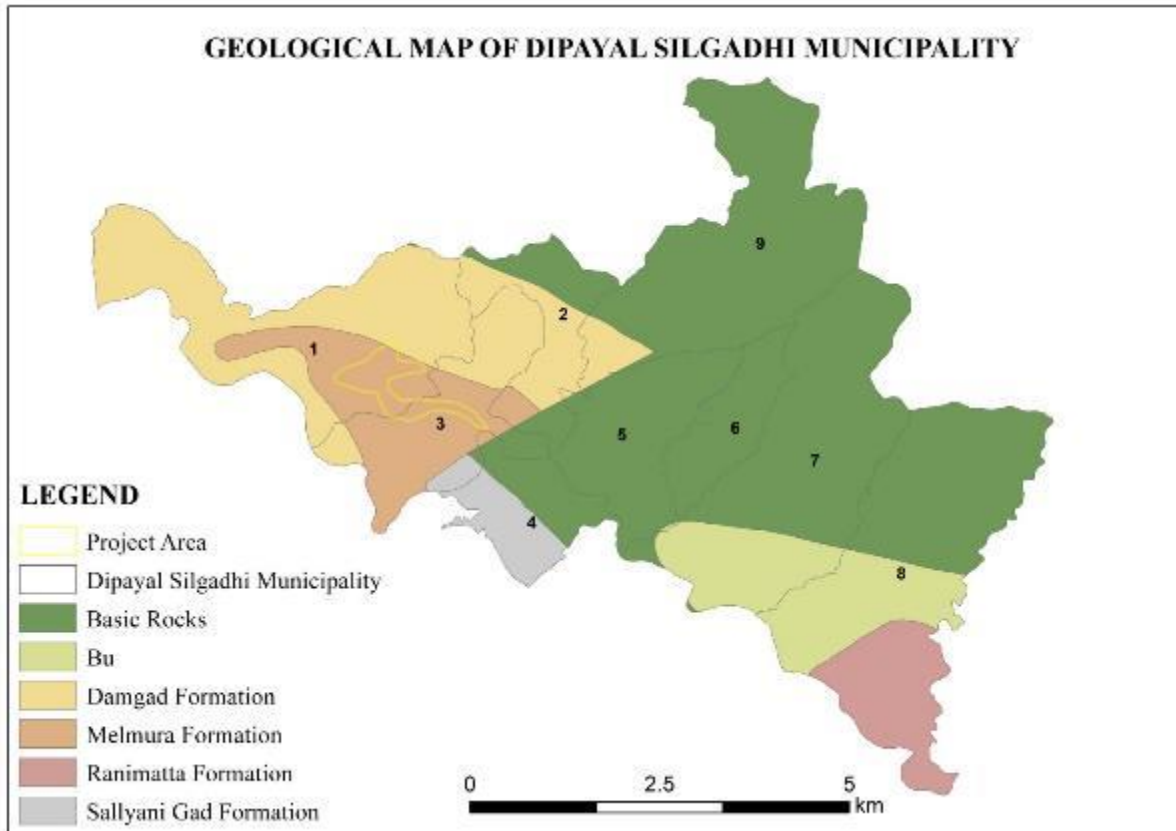 GEOLOGICAL MAP OF DIPAYAL SILGADHI MUNICIPALITY
9
2
1
3
5
6
7
4
8
LEGEND
Project Area
Dipayal Silgadhi Municipality
Basic Rocks
Bu
Damgad Formation
Melmura Formation
Ranimatta Formation
Sallyani Gad Formation
0 2.5 5
km